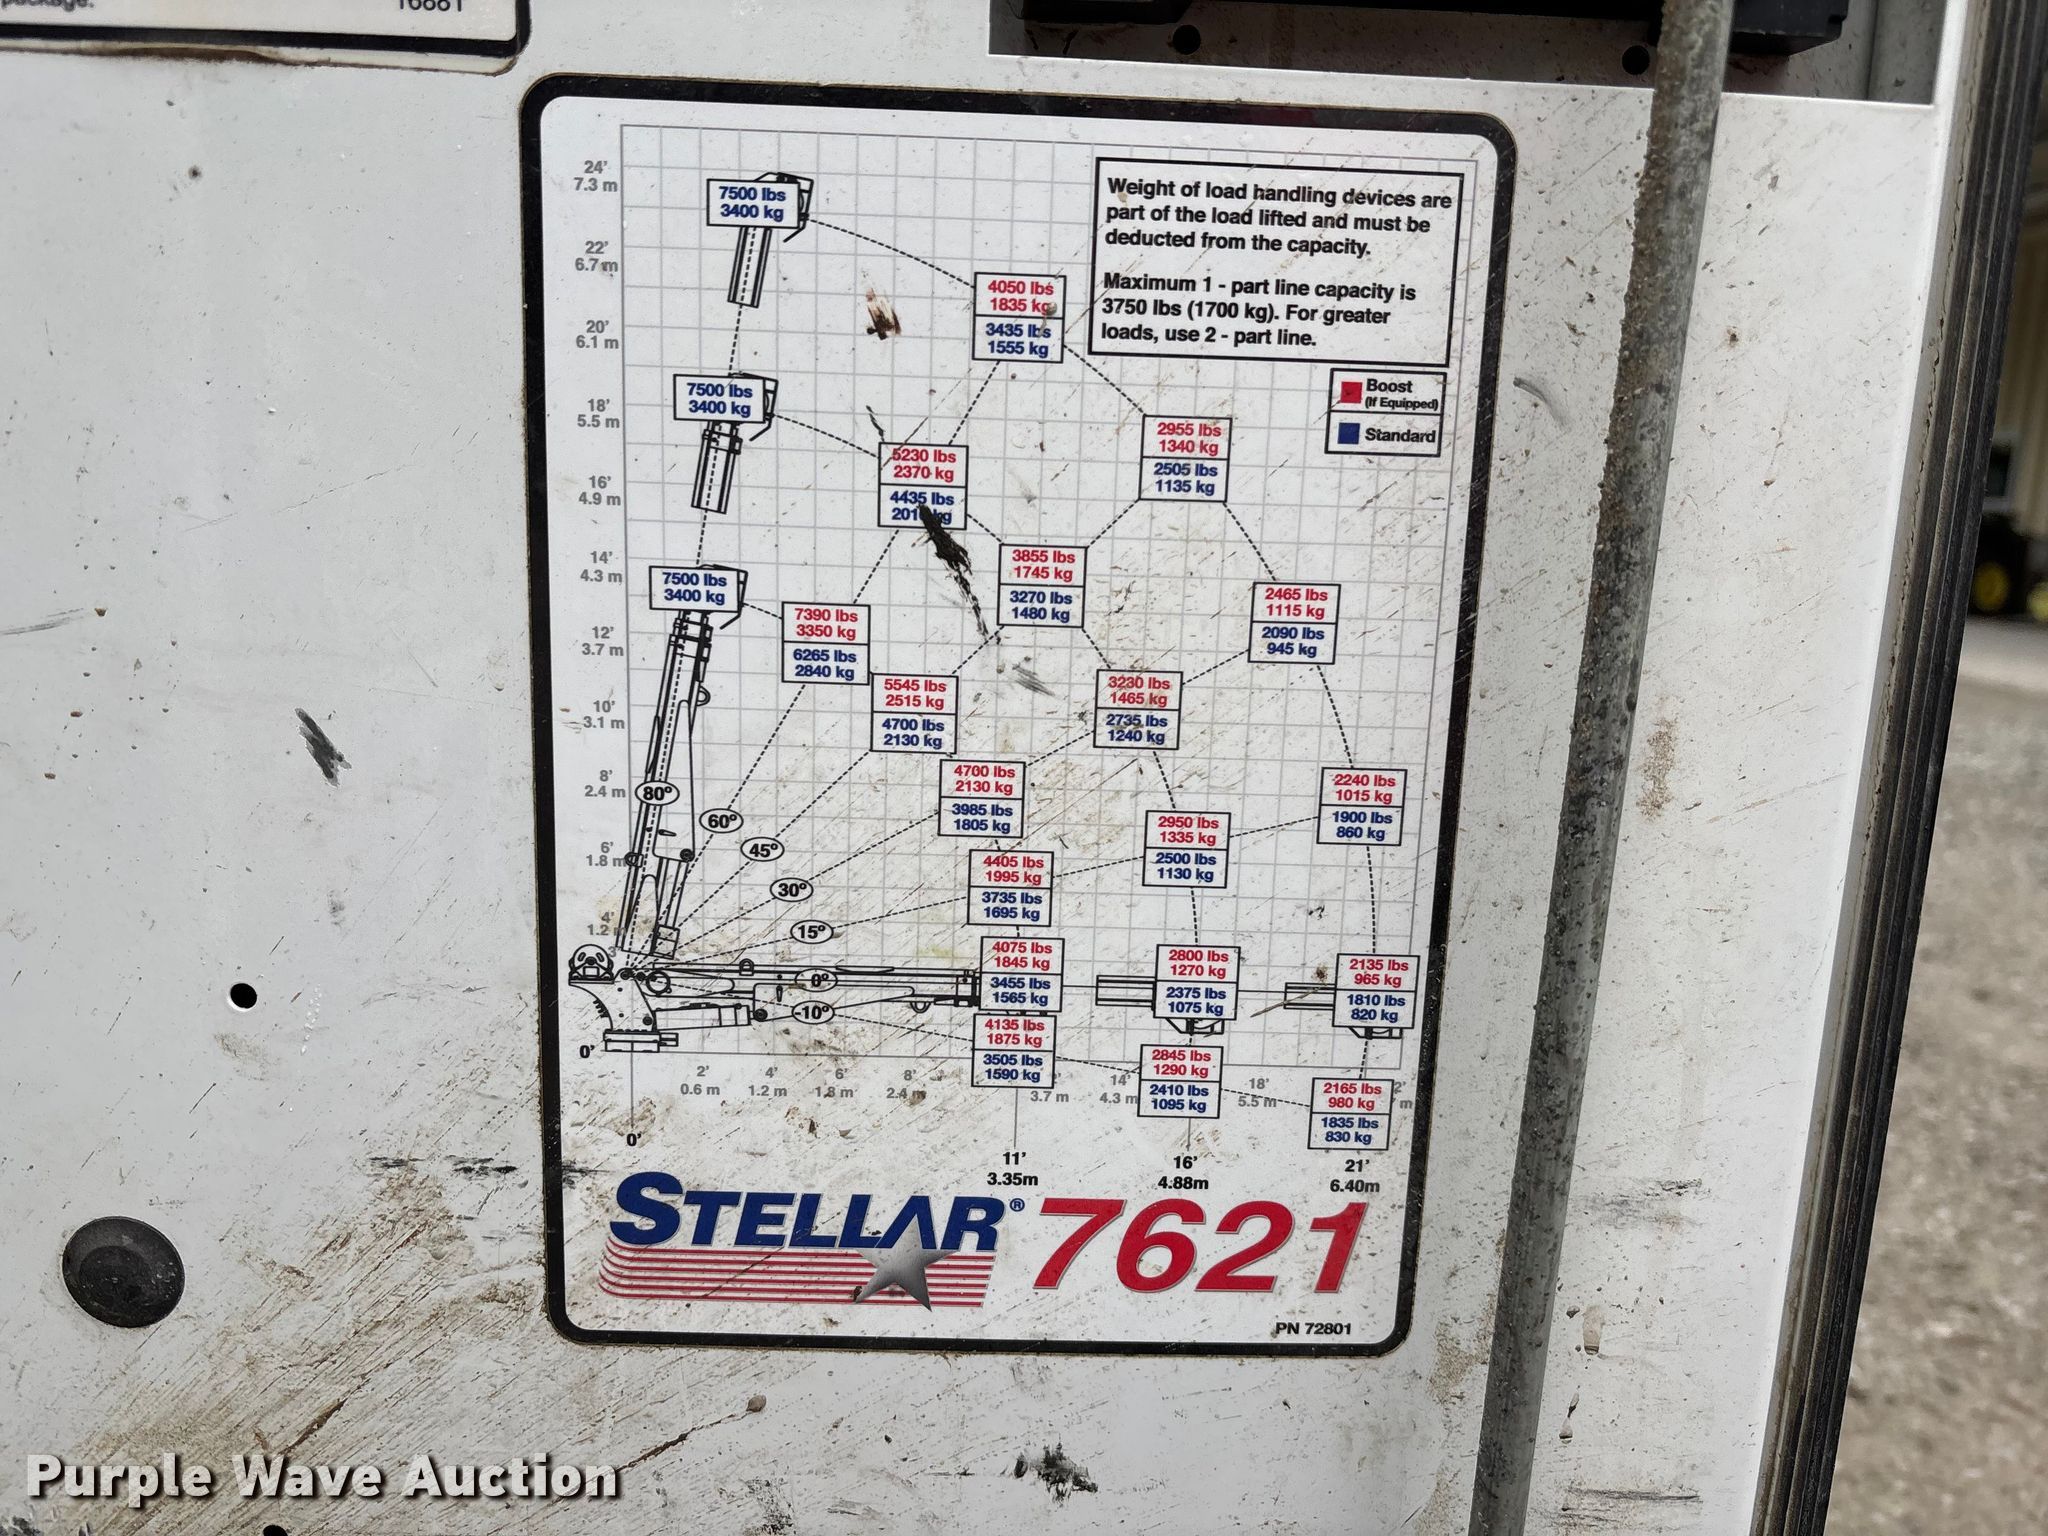 package.
16881
24'
7.3 m
22'
6.7 m
20'
6.1 m
18'
5.5 m
16'
4.9 m
14'
4.3 m
12'
3.7 m
10'
3.1 m
8'
2.4 m
6'
1.8 m
4'
1.2 m
3'
0'
Weight of load handling devices are
part of the load lifted and must be
deducted from the capacity.
Maximum 1 - part line capacity is
3750 lbs (1700 kg). For greater
loads, use 2 - part line.
Boost
(If Equipped)
Standard
7500 lbs
3400 kg
4050 lbs
1835 kg
3435 lbs
1555 kg
7500 lbs
3400 kg
5230 lbs
2370 kg
4435 lbs
2010 kg
2955 lbs
1340 kg
2505 lbs
1135 kg
7500 lbs
3400 kg
7390 lbs
3350 kg
6265 lbs
2840 kg
3855 lbs
1745 kg
3270 lbs
1480 kg
2465 lbs
1115 kg
2090 lbs
945 kg
5545 lbs
2515 kg
4700 lbs
2130 kg
3230 lbs
1465 kg
2735 lbs
1240 kg
4700 lbs
2130 kg
3985 lbs
1805 kg
2240 lbs
1015 kg
1900 lbs
860 kg
2950 lbs
1335 kg
2500 lbs
1130 kg
4405 lbs
1995 kg
3735 lbs
1695 kg
80°
60°
45°
30°
15°
0°
-10°
4075 lbs
1845 kg
3455 lbs
1565 kg
2800 lbs
1270 kg
2375 lbs
1075 kg
2135 lbs
965 kg
1810 lbs
820 kg
4135 lbs
1875 kg
3505 lbs
1590 kg
2845 lbs
1290 kg
2410 lbs
1095 kg
2165 lbs
980 kg
1835 lbs
830 kg
2' 4' 6' 8' 14' 18' 2'
0.6 m 1.2 m 1.8 m 2.4 m 3.7 m 4.3 m 5.5 m m
0' 11' 16' 21'
3.35m 4.88m 6.40m
STELLAR® 7621
PN 72801
Purple Wave Auction